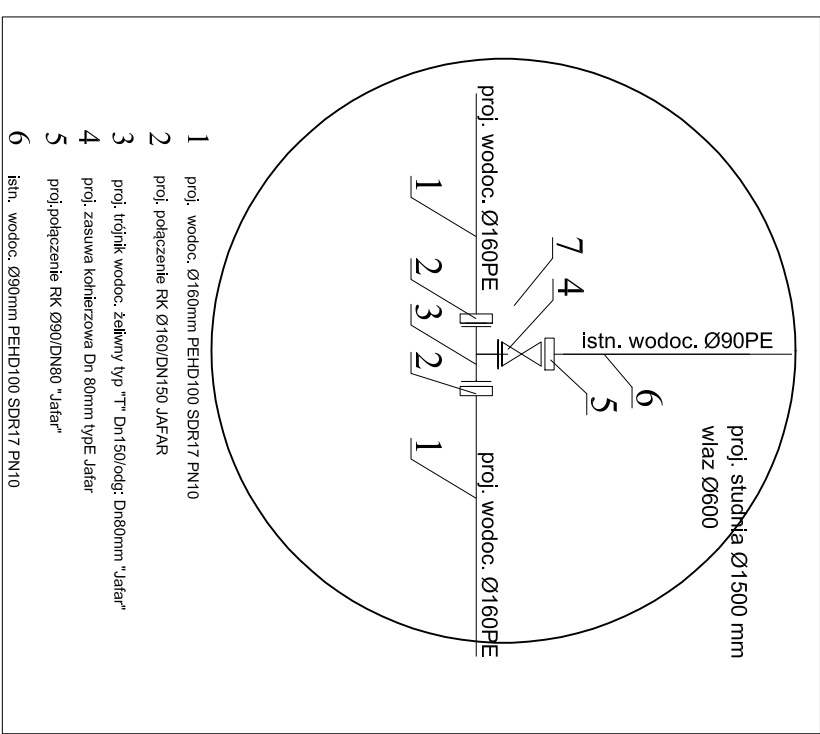 proj. studnia Ø1500 mm
wlaz Ø600
istn. wodoc. Ø90PE
6
5
7
4
proj. wodoc. Ø160PE
proj. wodoc. Ø160PE
1
2
3
2
1
1 proj. wodoc. Ø160mm PEHD100 SDR17 PN10
2 proj. połączenie RK Ø160/DN150 JAFAR
3 proj. trójnik wodoc. żeliwny typ "T" Dn150/odg: Dn80mm "Jafar"
4 proj. zasuwa kołnierzowa Dn 80mm typE Jafar
5 proj.połączenie RK Ø90/DN80 "Jafar"
6 istn. wodoc. Ø90mm PEHD100 SDR17 PN10